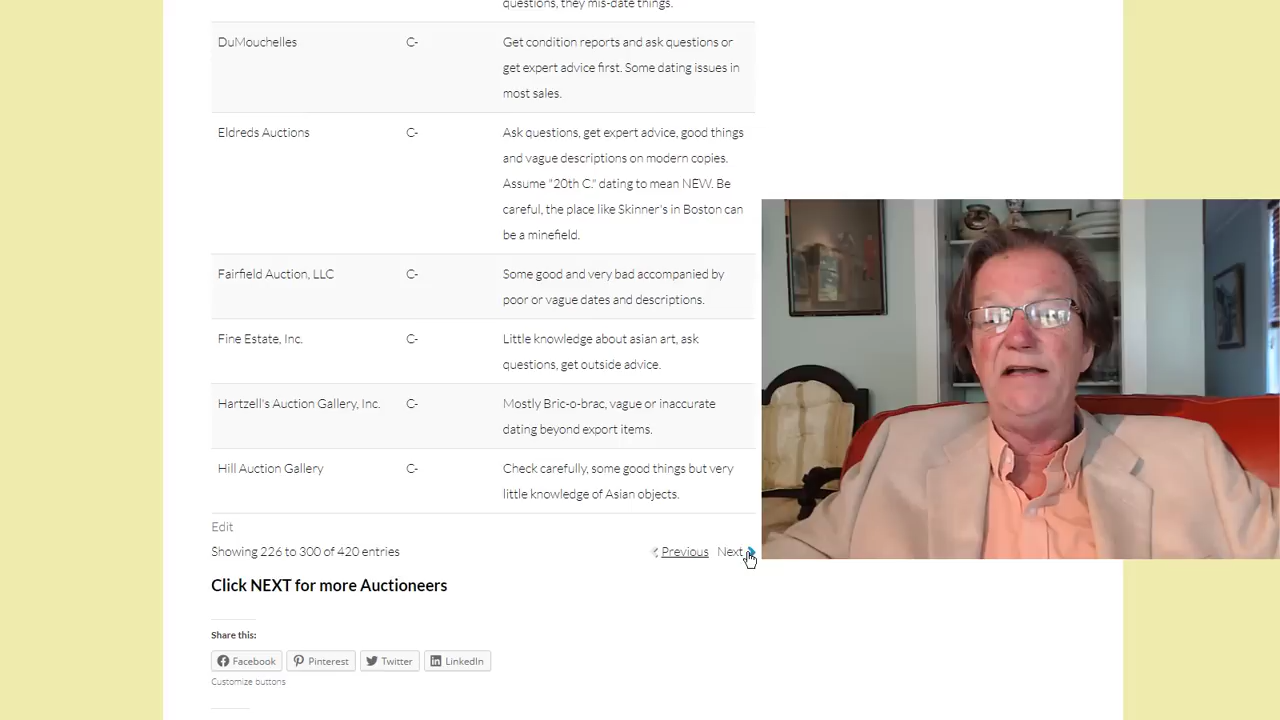 questions, they mis-date things.
DuMouchelles C- Get condition reports and ask questions or
get expert advice first. Some dating issues in
most sales.
Eldreds Auctions C- Ask questions, get expert advice, good things
and vague descriptions on modern copies.
Assume "20th C." dating to mean NEW. Be
careful, the place like Skinner's in Boston can
be a minefield.
Fairfield Auction, LLC C- Some good and very bad accompanied by
poor or vague dates and descriptions.
Fine Estate, Inc. C- Little knowledge about asian art, ask
questions, get outside advice.
Hartzell's Auction Gallery, Inc. C- Mostly Bric-o-brac, vague or inaccurate
dating beyond export items.
Hill Auction Gallery C- Check carefully, some good things but very
little knowledge of Asian objects.
Edit
Showing 226 to 300 of 420 entries Previous Next
Click NEXT for more Auctioneers
Share this:
Facebook Pinterest Twitter LinkedIn
Customize buttons